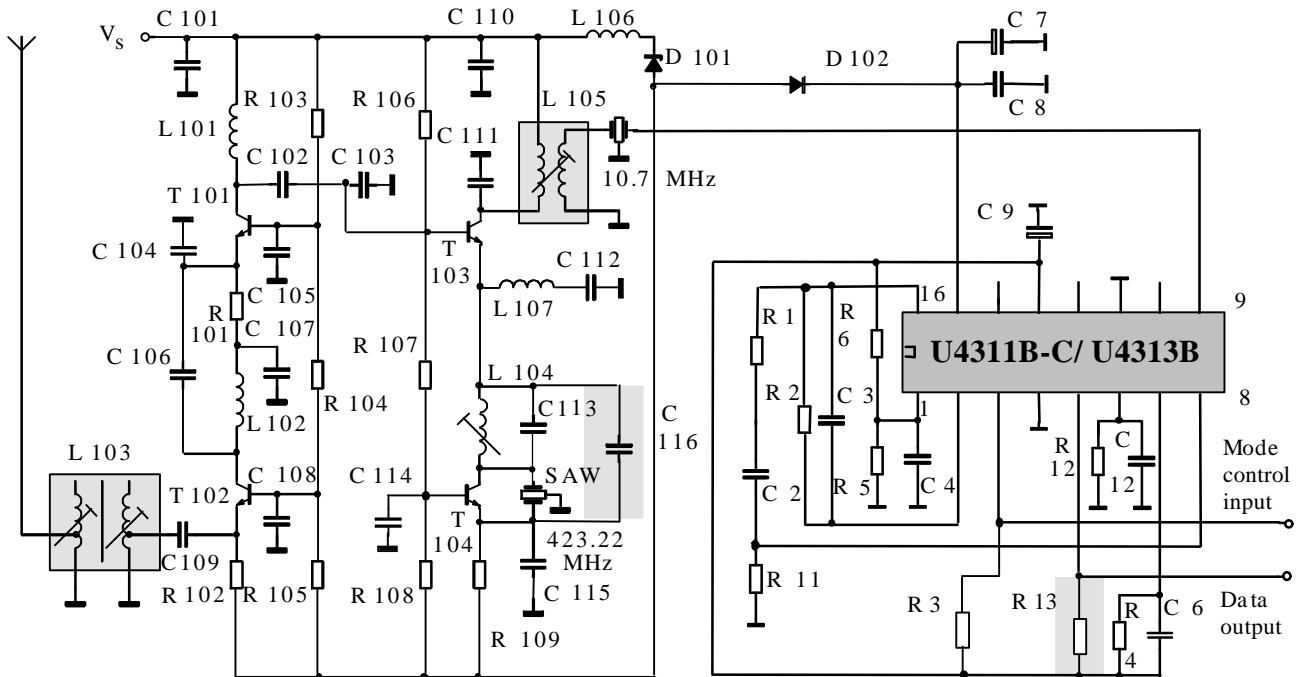 C 101
C 110
L 106
C 7
V_S
D 101
D 102
R 103
R 106
L 105
C 8
L 101
C 111
C 102
C 103
10.7 MHz
T 101
C 9
C 104
T
103
C 112
C 105
R
101
L 107
16
9
R 1
R
6
C 107
U4311B-C/ U4313B
C 106
R 107
L 104
R 2
C 3
1
8
R 104
C113
C
116
L 102
L 103
R
12
C
12
Mode
control
input
C 108
C 114
SAW
T 102
C 2
R 5
C 4
T
104
423.22
MHz
C109
R 102
R 105
R 108
C 115
R 11
R 3
R 13
R
4
C 6
Data
output
R 109